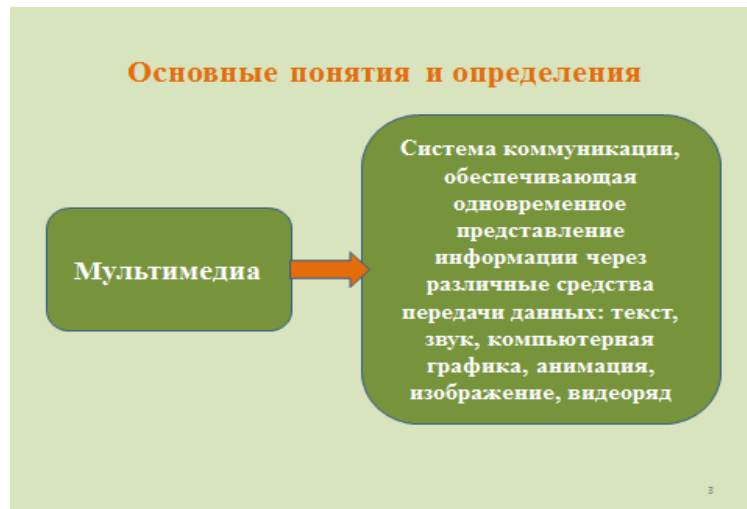 Основные понятия и определения
Мультимедиа
Система коммуникации,
обеспечивающая
одновременное
представление
информации через
различные средства
передачи данных: текст,
звук, компьютерная
графика, анимация,
изображение, видеоряд
3